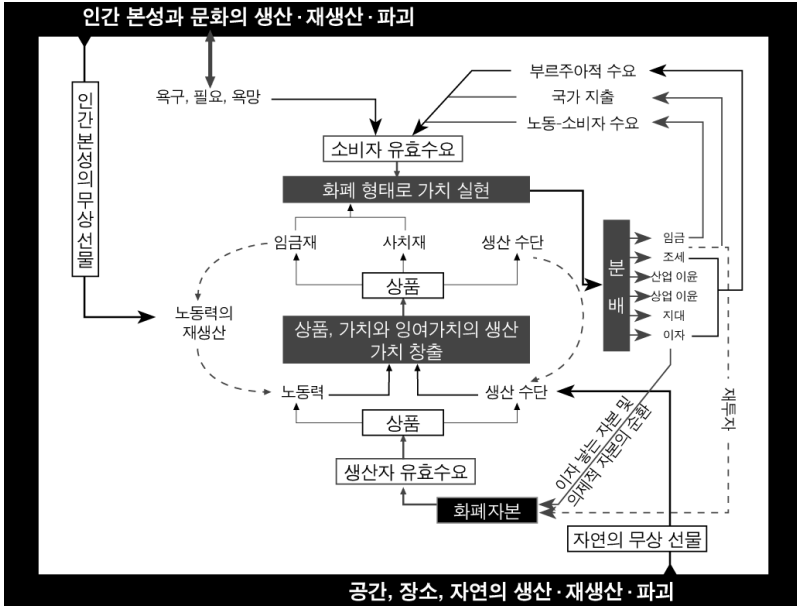 인간 본성과 문화의 생산·재생산·파괴
인간본성의 무상 선물
욕구, 필요, 욕망
부르주아적 수요
국가 지출
노동-소비자 수요
소비자 유효수요
화폐 형태로 가치 실현
임금재
사치재
생산 수단
상품
노동력의
재생산
상품, 가치와 잉여가치의 생산
가치 창출
분배
임금
조세
산업 이윤
상업 이윤
지대
이자
노동력
생산 수단
상품
생산자 유효수요
화폐자본
이자 낳는 자본 및
의제적 자본의 순환
재투자
자연의 무상 선물
공간, 장소, 자연의 생산·재생산·파괴